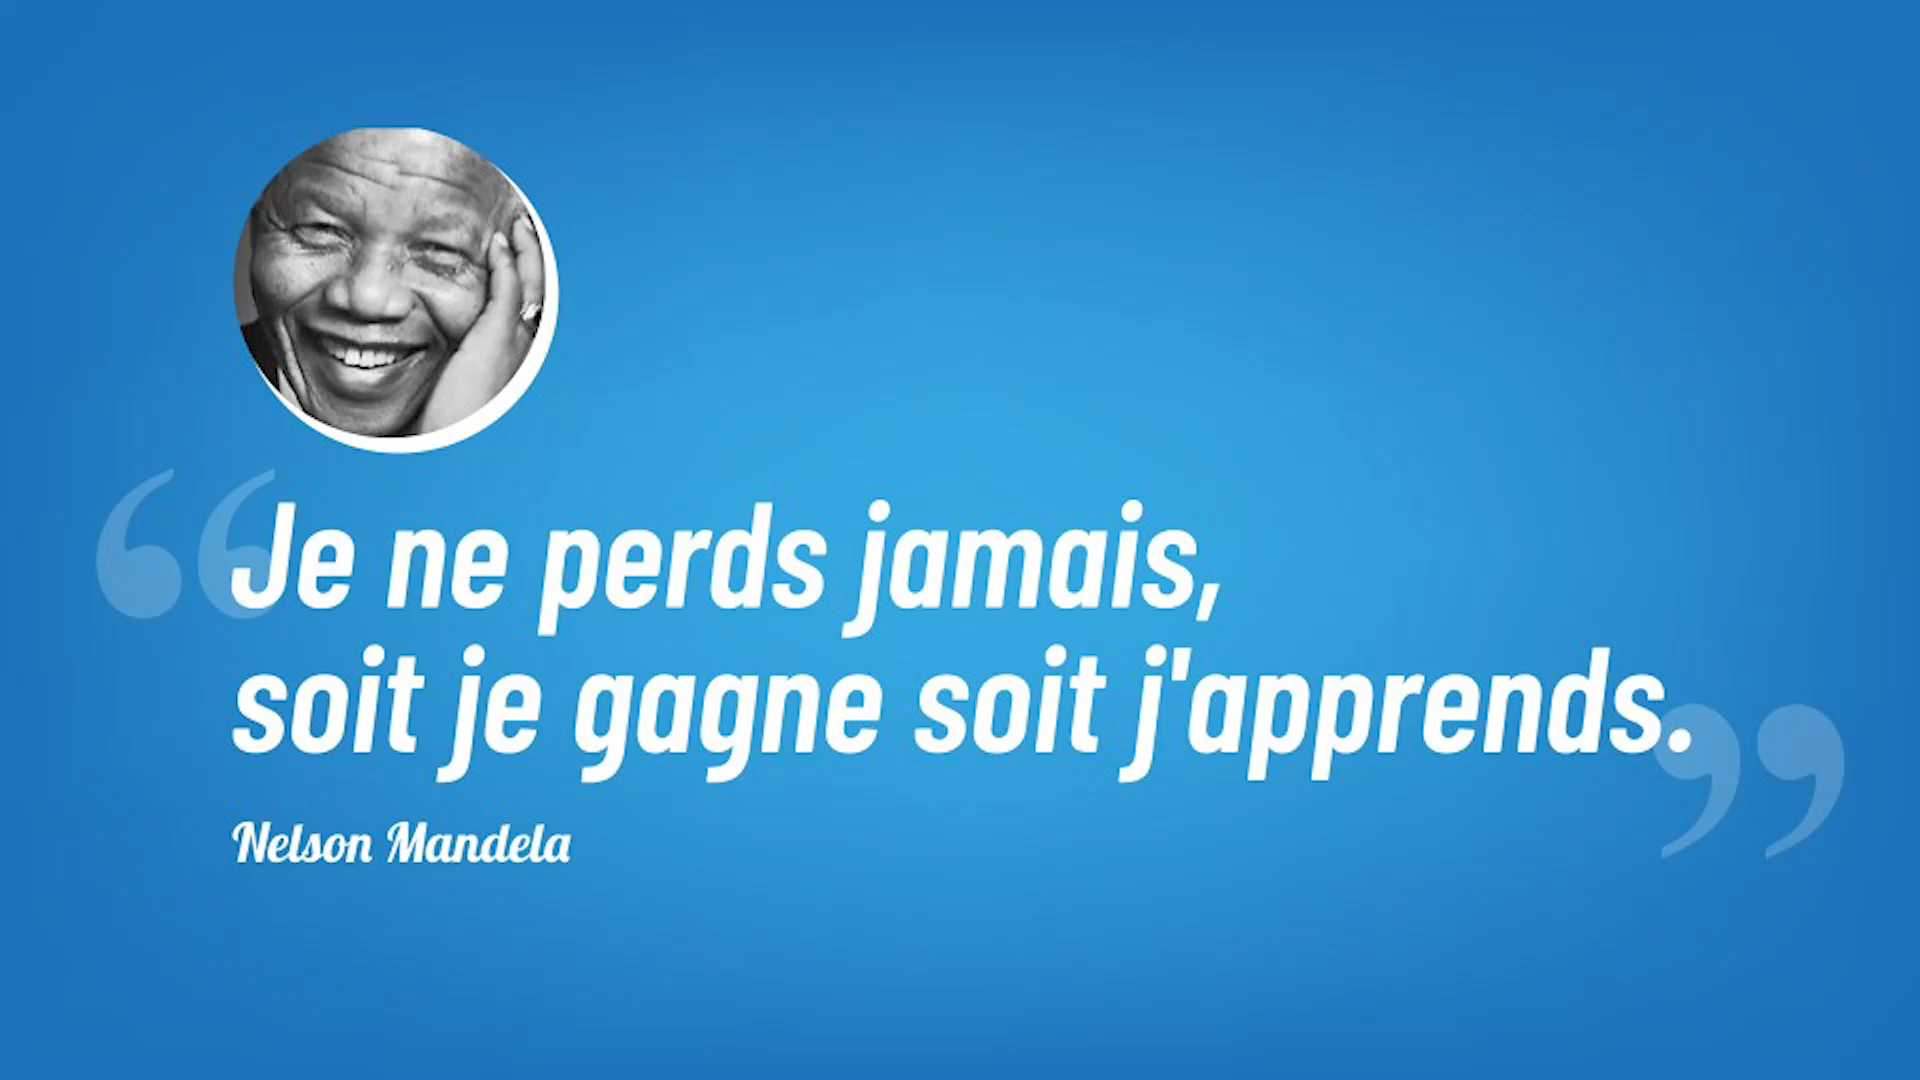 Je ne perds jamais,
soit je gagne soit j'apprends.
Nelson Mandela